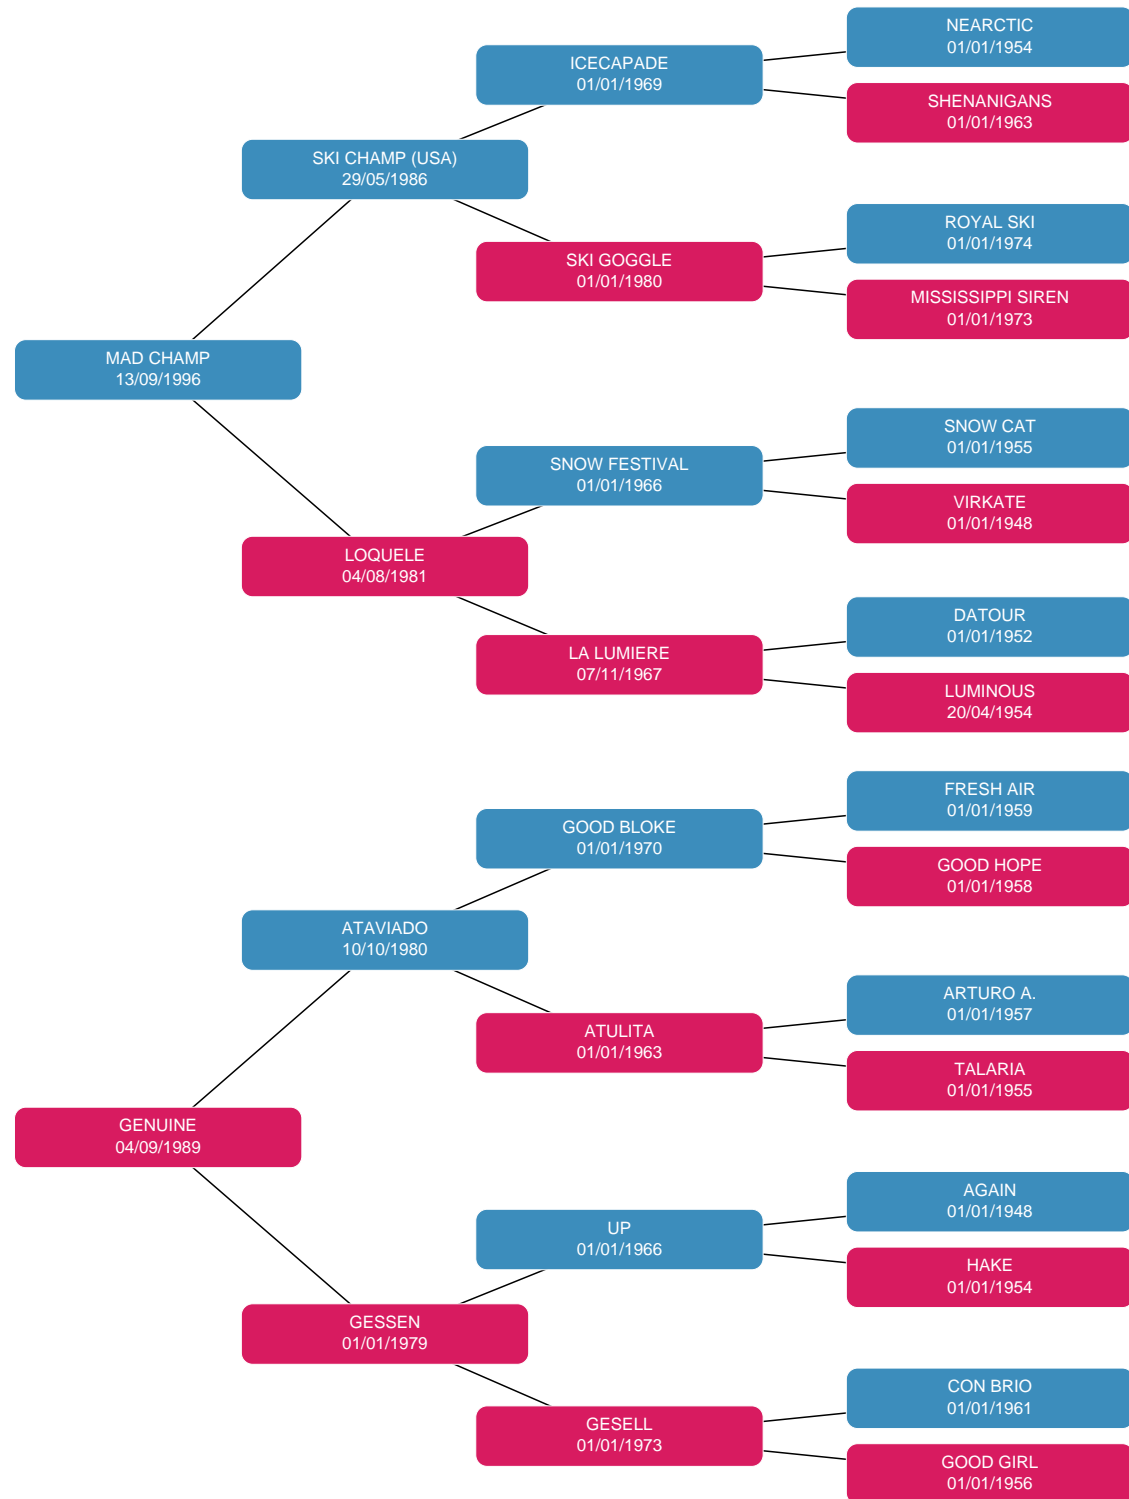 NEARCTIC
01/01/1954
ICECAPADE
01/01/1969
SHENANIGANS
01/01/1963
SKI CHAMP (USA)
29/05/1986
ROYAL SKI
01/01/1974
SKI GOGGLE
01/01/1980
MISSISSIPPI SIREN
01/01/1973
MAD CHAMP
13/09/1996
SNOW CAT
01/01/1955
SNOW FESTIVAL
01/01/1966
VIRKATE
01/01/1948
LOQUELE
04/08/1981
DATOUR
01/01/1952
LA LUMIERE
07/11/1967
LUMINOUS
20/04/1954
FRESH AIR
01/01/1959
GOOD BLOKE
01/01/1970
GOOD HOPE
01/01/1958
ATAVIADO
10/10/1980
ARTURO A.
01/01/1957
ATULITA
01/01/1963
TALARIA
01/01/1955
GENUINE
04/09/1989
AGAIN
01/01/1948
UP
01/01/1966
HAKE
01/01/1954
GESSEN
01/01/1979
CON BRIO
01/01/1961
GESELL
01/01/1973
GOOD GIRL
01/01/1956